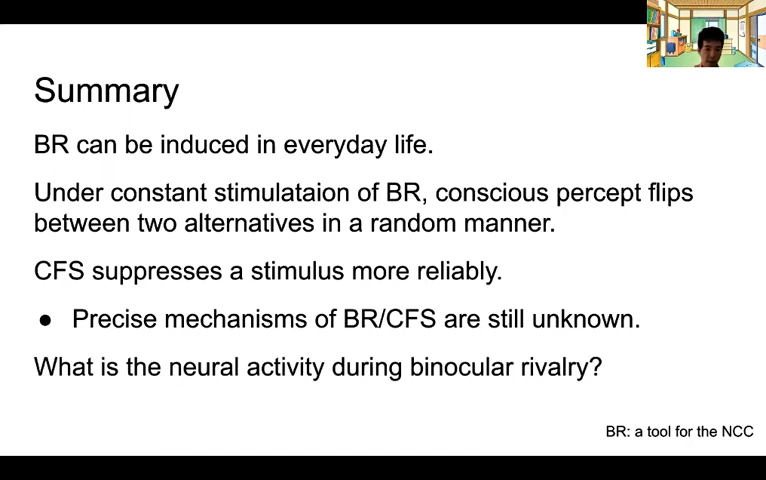 Summary
BR can be induced in everyday life.
Under constant stimulataion of BR, conscious percept flips
between two alternatives in a random manner.
CFS suppresses a stimulus more reliably.
● Precise mechanisms of BR/CFS are still unknown.
What is the neural activity during binocular rivalry?
BR: a tool for the NCC